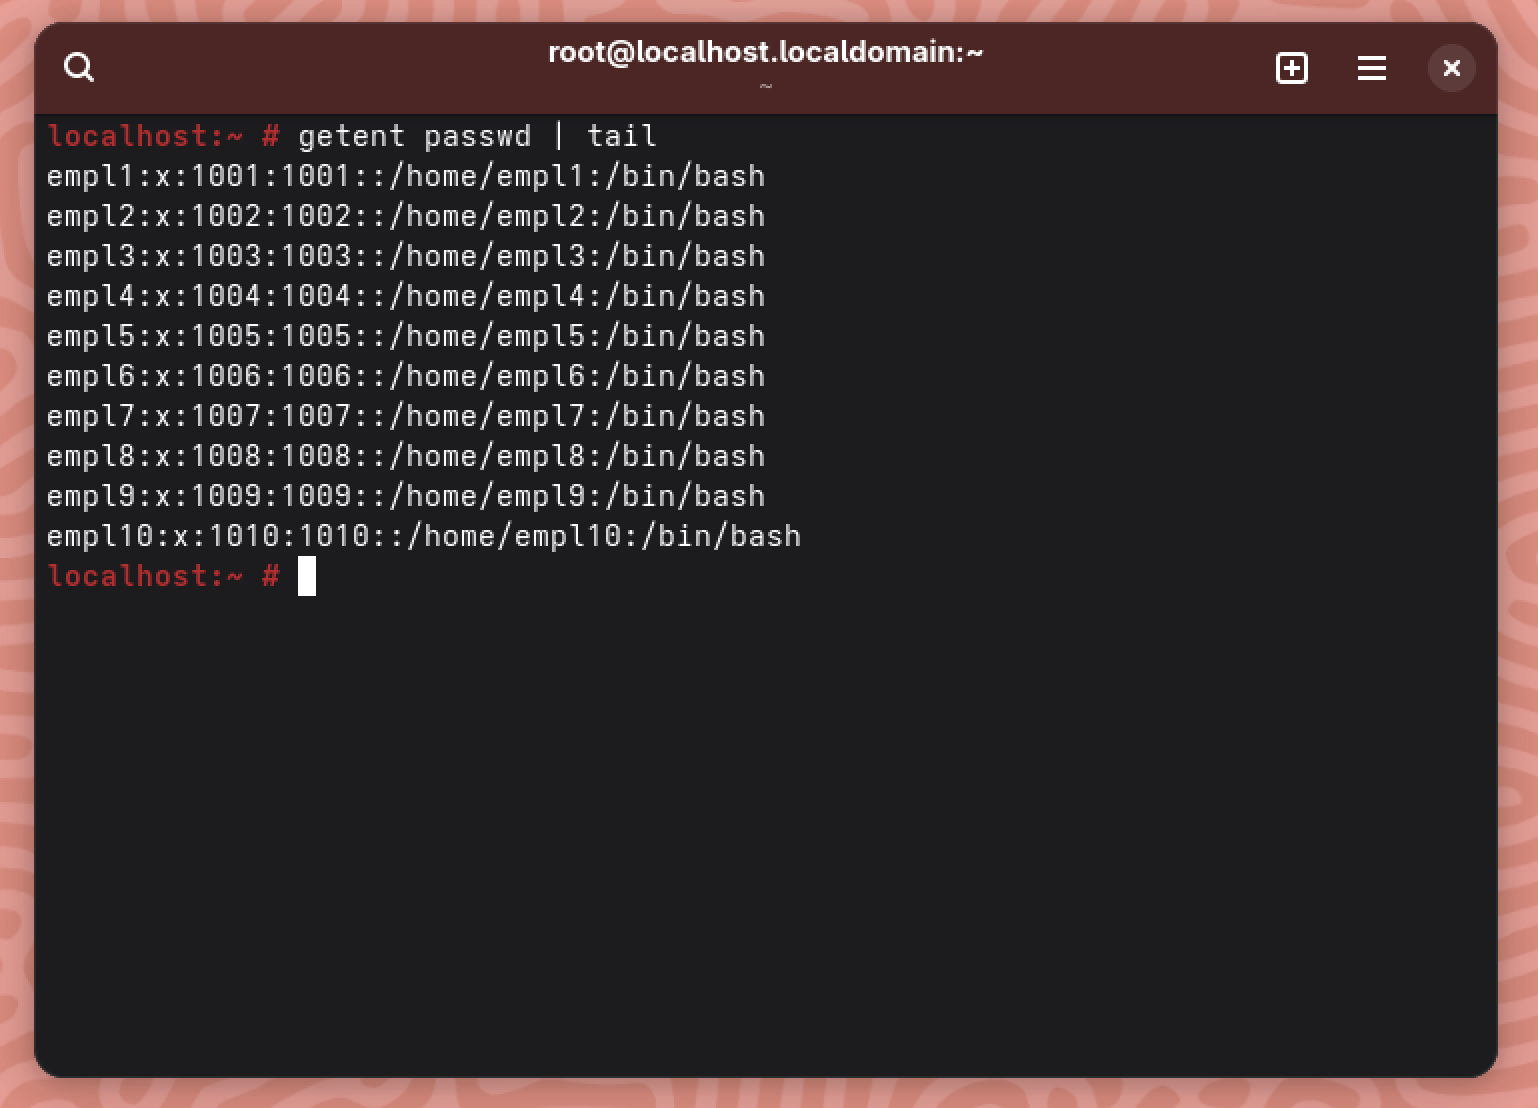 root@localhost.localdomain:~
~
localhost:~ # getent passwd | tail
empl1:x:1001:1001::/home/empl1:/bin/bash
empl2:x:1002:1002::/home/empl2:/bin/bash
empl3:x:1003:1003::/home/empl3:/bin/bash
empl4:x:1004:1004::/home/empl4:/bin/bash
empl5:x:1005:1005::/home/empl5:/bin/bash
empl6:x:1006:1006::/home/empl6:/bin/bash
empl7:x:1007:1007::/home/empl7:/bin/bash
empl8:x:1008:1008::/home/empl8:/bin/bash
empl9:x:1009:1009::/home/empl9:/bin/bash
empl10:x:1010:1010::/home/empl10:/bin/bash
localhost:~ #